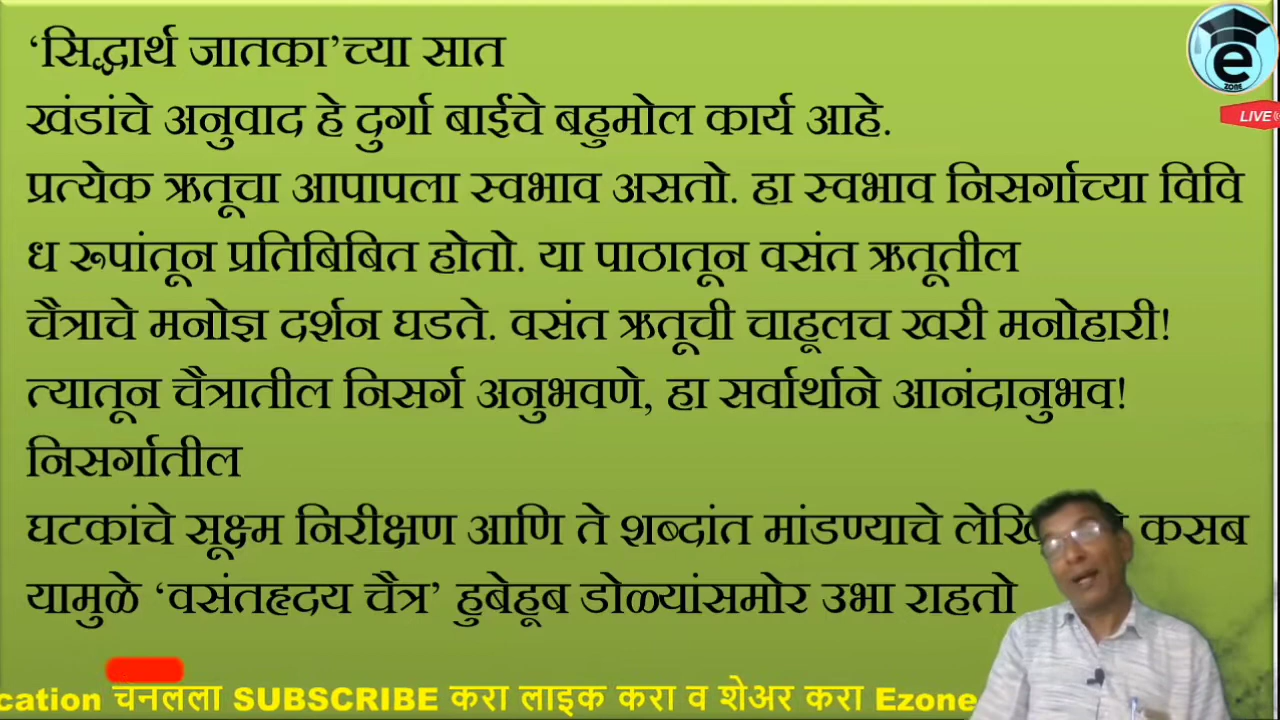 ‘सिद्धार्थ जातका’च्या सात
खंडांचे अनुवाद हे दुर्गा बाईचे बहुमोल कार्य आहे.
प्रत्येक ऋतूचा आपापला स्वभाव असतो. हा स्वभाव निसर्गाच्या विवि
ध रूपांतून प्रतिबिबित होतो. या पाठातून वसंत ऋतूतील
चैत्राचे मनोज्ञ दर्शन घडते. वसंत ऋतूची चाहूलच खरी मनोहारी!
त्यातून चैत्रातील निसर्ग अनुभवणे, हा सर्वार्थाने आनंदानुभव!
निसर्गातील
घटकांचे सूक्ष्म निरीक्षण आणि ते शब्दांत मांडण्याचे कसब
यामुळे ‘वसंतहृदय चैत्र’ हुबेहूब डोळ्यांसमोर उभा राहतो
cation चनलला SUBSCRIBE करा लाइक करा व शेअर करा Ezone
e
ZONE
LIVE